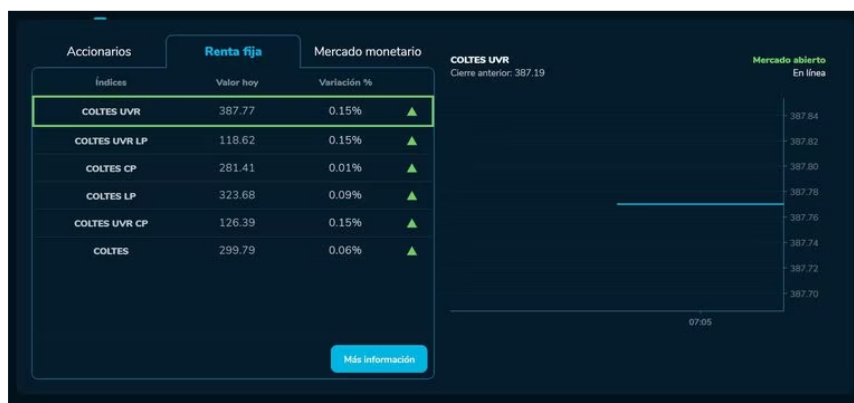 Accionarios Renta fija Mercado monetario
Índices Valor hoy Variación %
COLTES UVR 387.77 0.15%
COLTES UVR LP 118.62 0.15%
COLTES CP 281.41 0.01%
COLTES LP 323.68 0.09%
COLTES UVR CP 126.39 0.15%
COLTES 299.79 0.06%
Más información
COLTES UVR Mercado abierto
Cierre anterior: 387.19 En línea
387.84
387.82
387.80
387.78
387.76
387.74
387.72
387.70
07:05